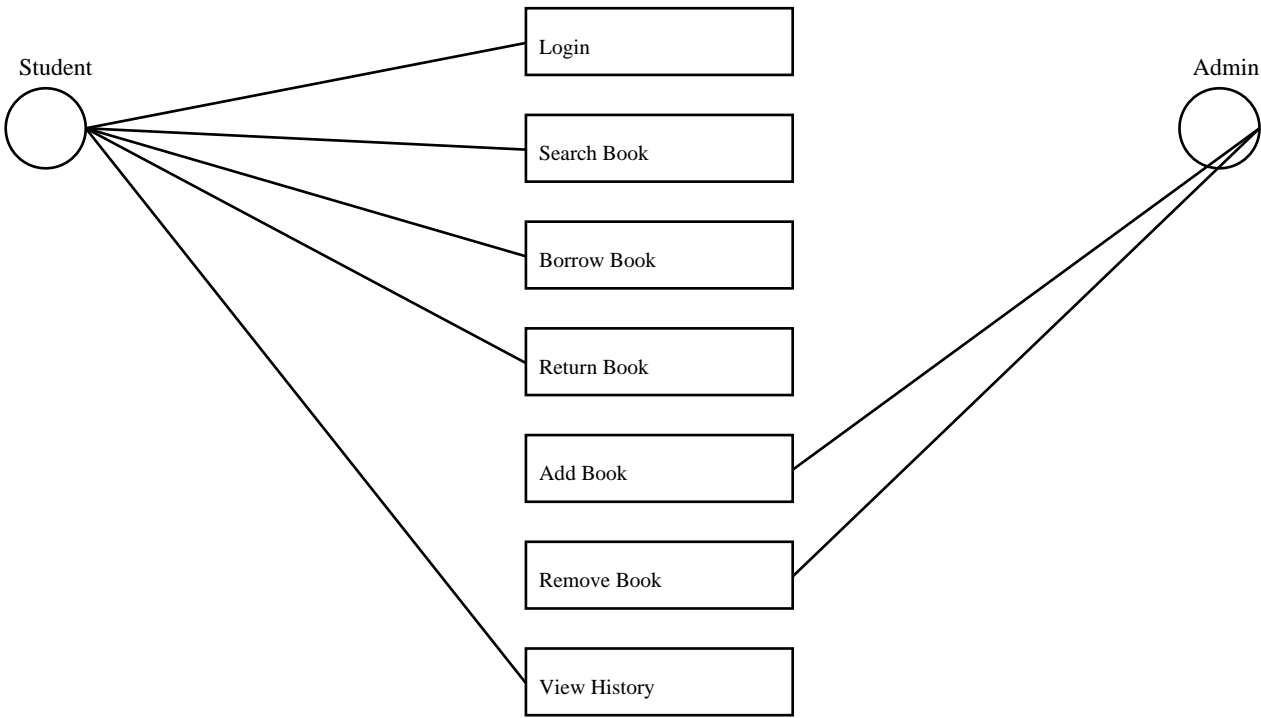 Student
Login
Search Book
Borrow Book
Return Book
Add Book
Remove Book
View History
Admin